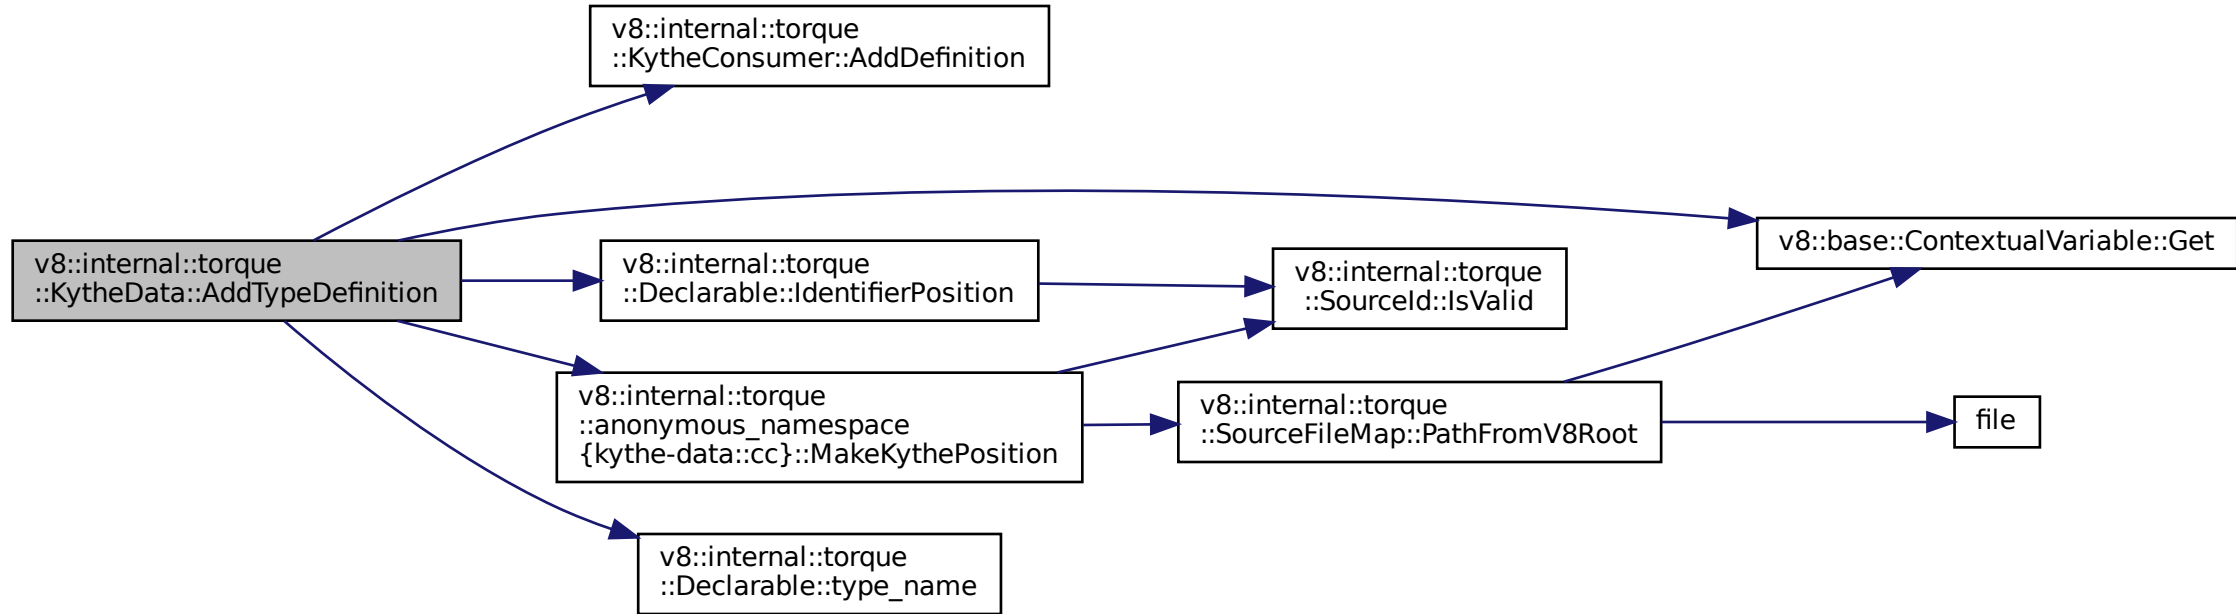 v8::internal::torque
::KytheConsumer::AddDefinition
v8::base::ContextualVariable::Get
v8::internal::torque
::KytheData::AddTypeDefinition
v8::internal::torque
::Declarable::IdentifierPosition
v8::internal::torque
::SourceId::IsValid
v8::internal::torque
::anonymous_namespace
{kythe-data::cc}::MakeKythePosition
v8::internal::torque
::SourceFileMap::PathFromV8Root
file
v8::internal::torque
::Declarable::type_name